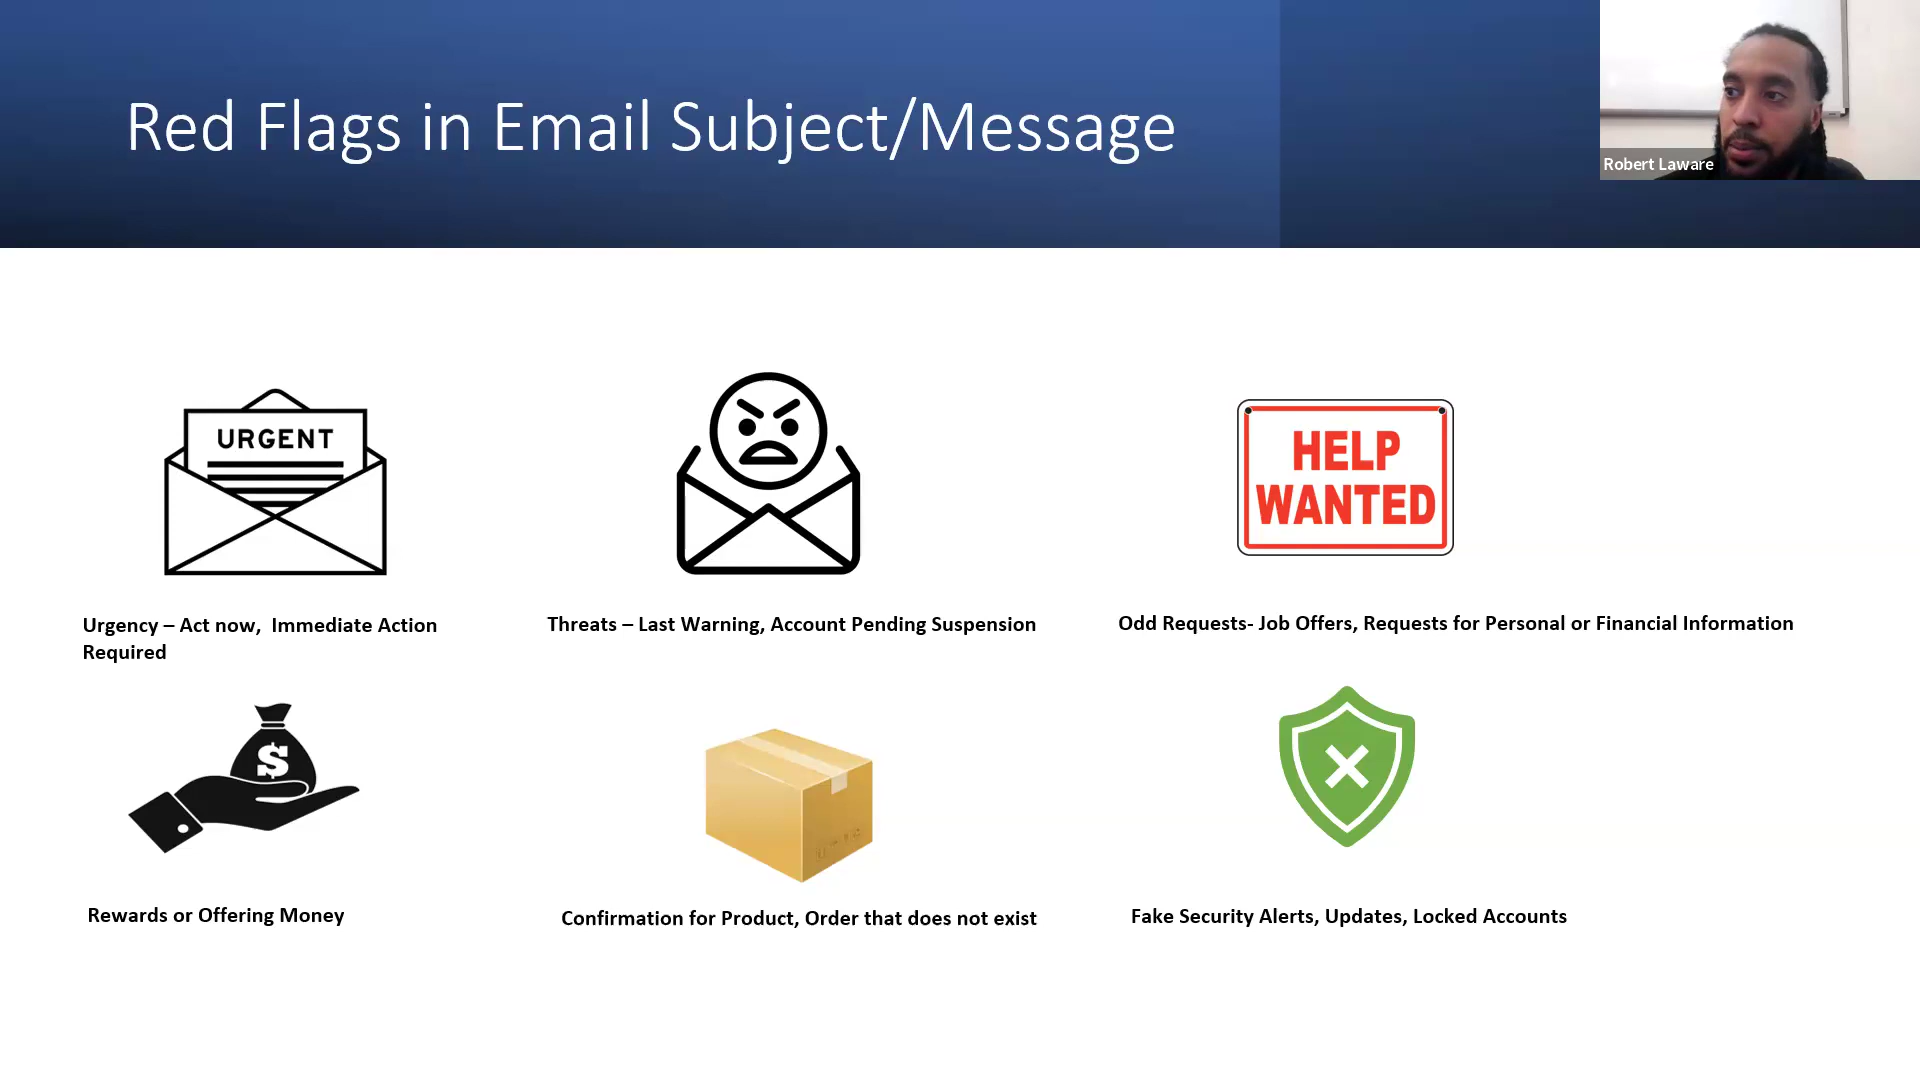 Red Flags in Email Subject/Message
Robert Laware
URGENT
HELP
WANTED
Urgency – Act now,  Immediate Action
Required
Threats – Last Warning, Account Pending Suspension
Odd Requests- Job Offers, Requests for Personal or Financial Information
$
Rewards or Offering Money
Confirmation for Product, Order that does not exist
Fake Security Alerts, Updates, Locked Accounts